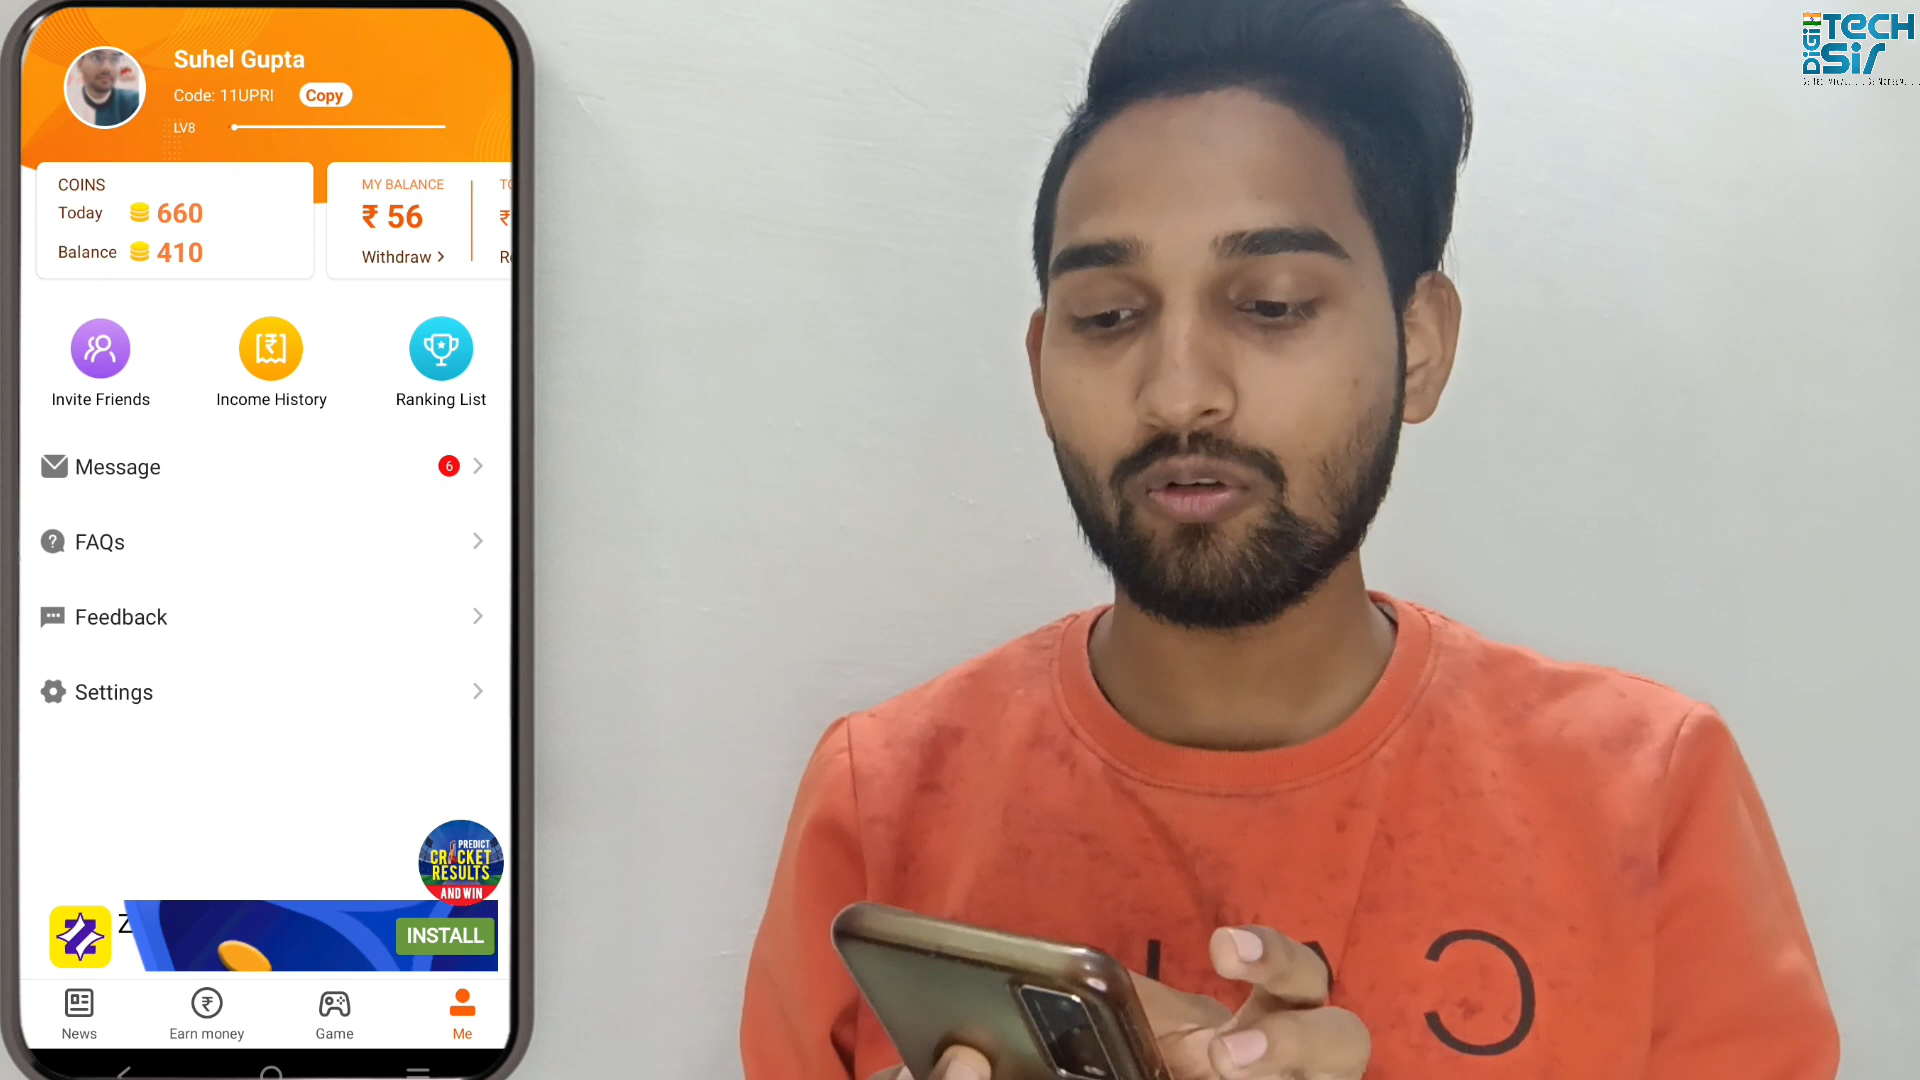 Suhel Gupta
Code: 11UPRI
Copy
LV8
COINS
Today 660
Balance 410
MY BALANCE
₹ 56
Withdraw >
₹
Invite Friends
Income History
Ranking List
Message
6
FAQs
Feedback
Settings
PREDICT
CRICKET
RESULTS
AND WIN
Z
INSTALL
News
Earn money
Game
Me
DiGiTECH
Sir